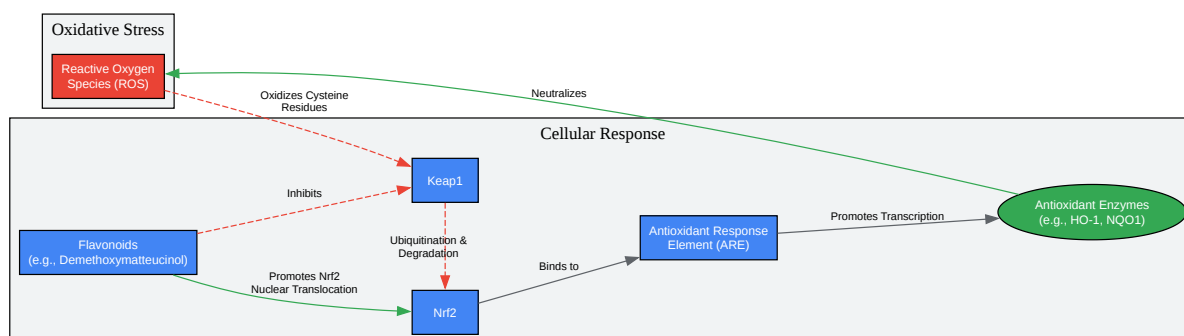 Oxidative Stress
Reactive Oxygen
Species (ROS)
Oxidizes Cysteine
Residues
Neutralizes
Cellular Response
Keap1
Inhibits
Antioxidant Enzymes
(e.g., HO-1, NQO1)
Promotes Transcription
Antioxidant Response
Element (ARE)
Flavonoids
(e.g., Demethoxymatteucinol)
Ubiquitination &
Degradation
Binds to
Promotes Nrf2
Nuclear Translocation
Nrf2